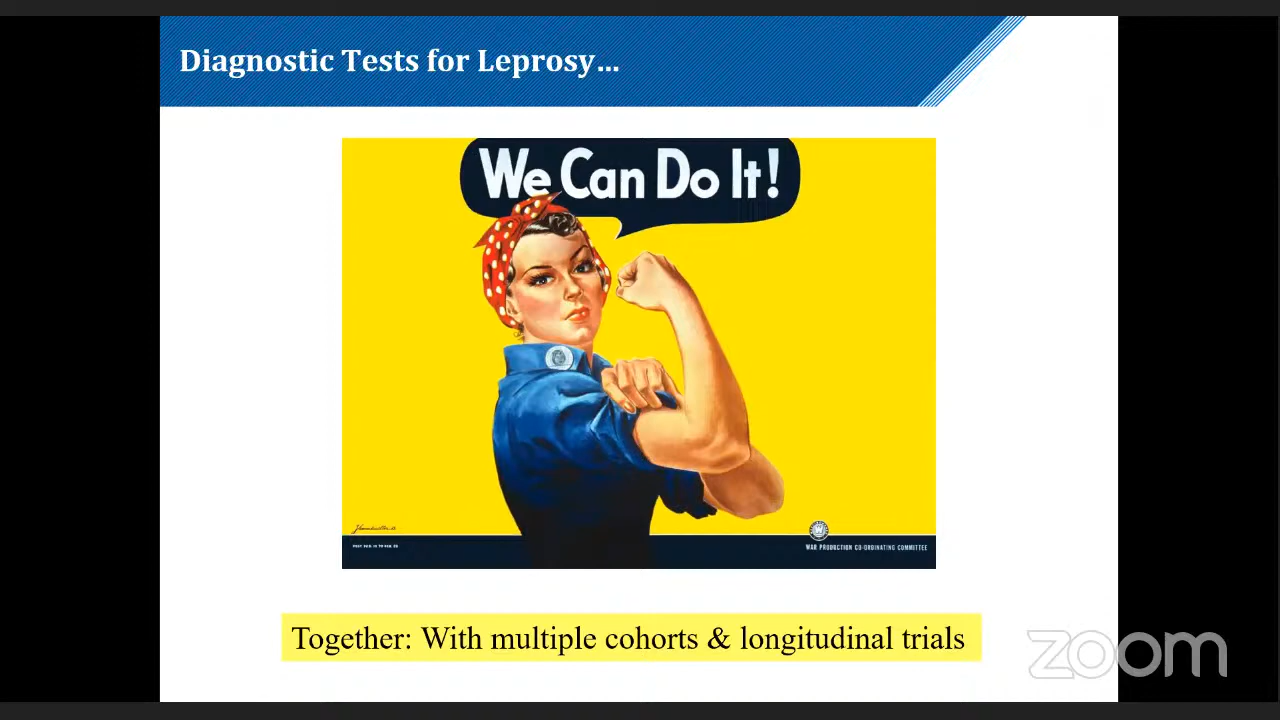 Diagnostic Tests for Leprosy...
We Can Do It!
WAR PRODUCTION CO-ORDINATING COMMITTEE
Together: With multiple cohorts & longitudinal trials
zoom